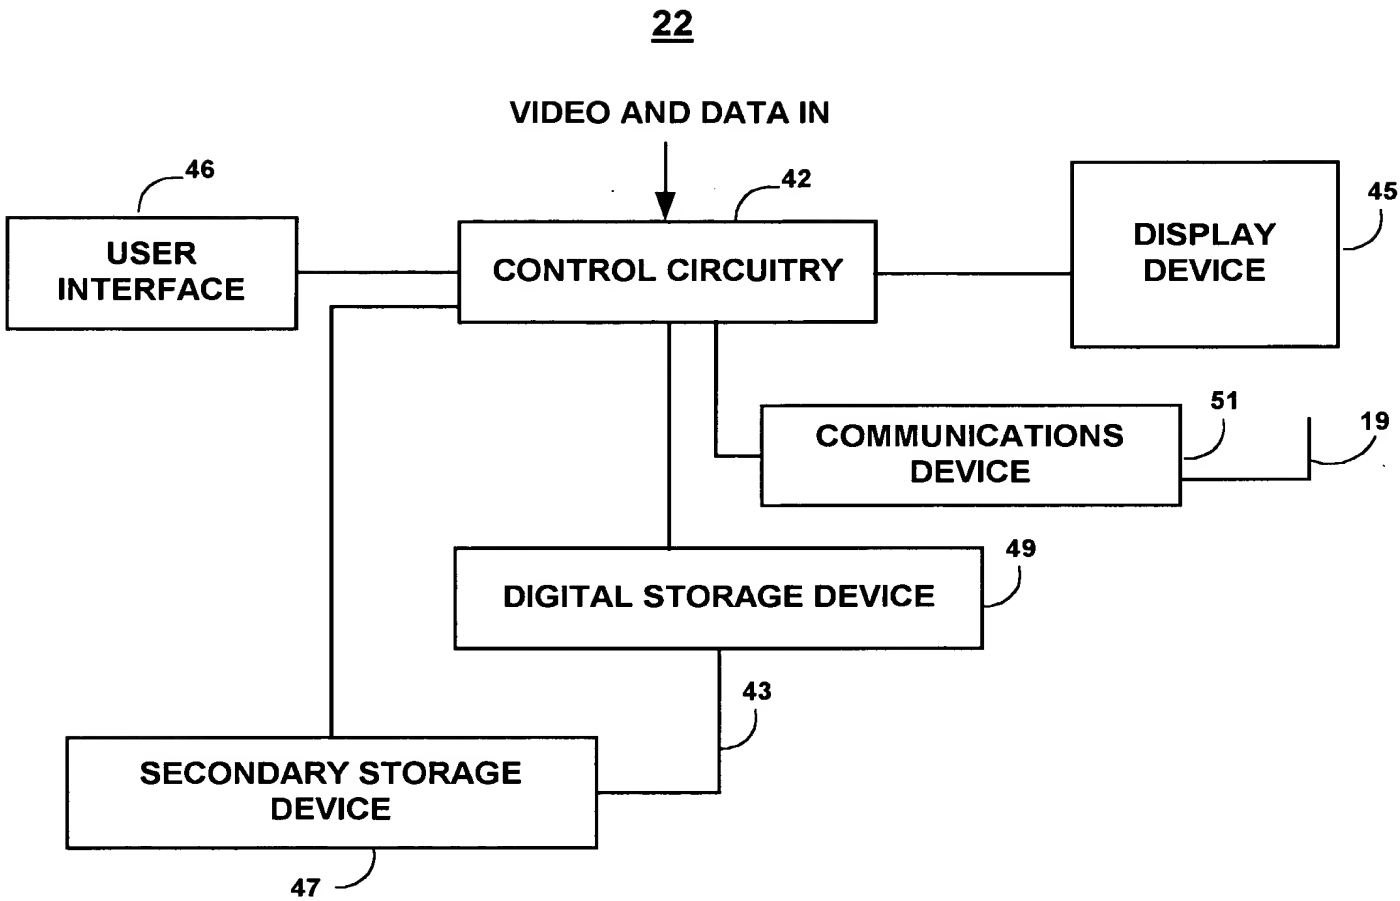 22
VIDEO AND DATA IN
46
42
45
USER
INTERFACE
CONTROL CIRCUITRY
DISPLAY
DEVICE
51
19
COMMUNICATIONS
DEVICE
49
DIGITAL STORAGE DEVICE
43
SECONDARY STORAGE
DEVICE
47